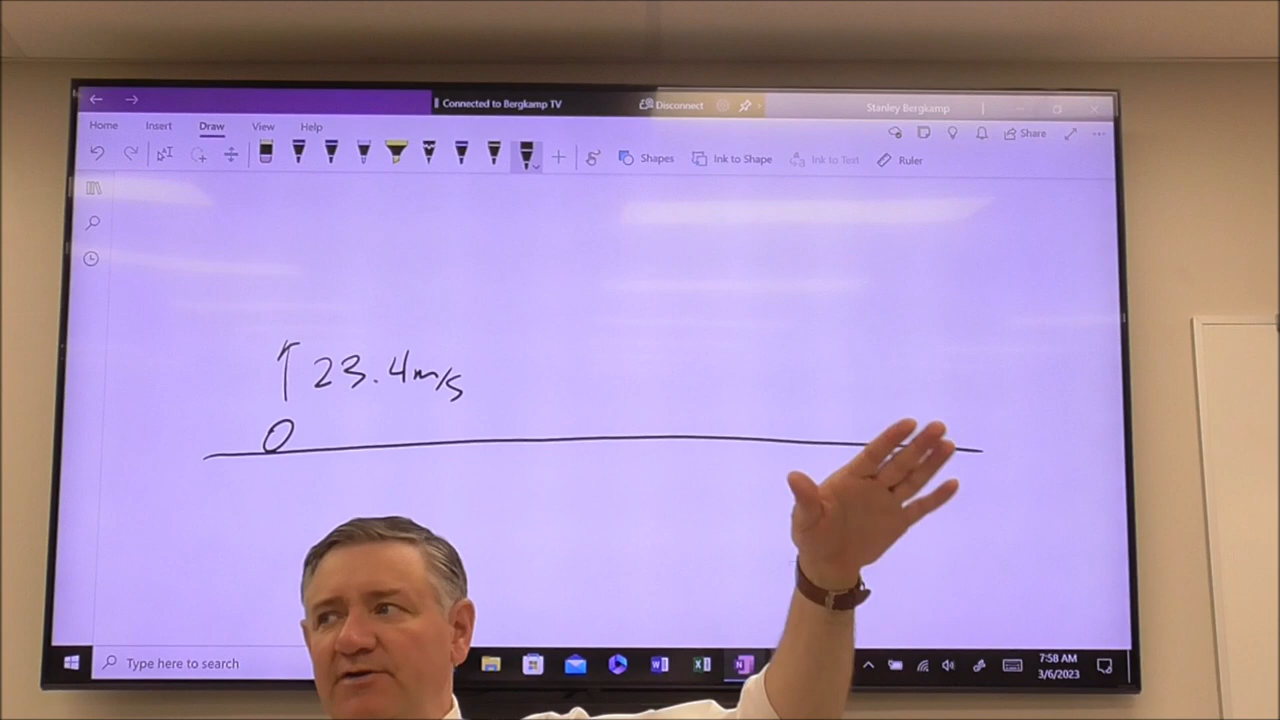 Connected to Bergkamp TV
Disconnect
Stanley Bergkamp
Home Insert Draw View Help
Share
Shapes
Ink to Shape
Ink to Text
Ruler
23.4m/s
Type here to search
7:58 AM
3/6/2023